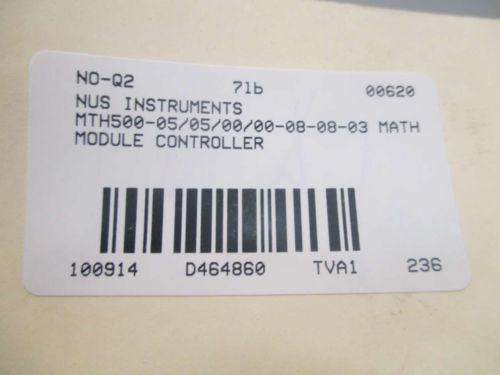 NO-Q2 7lb 00620
NUS INSTRUMENTS
MTH500-05/05/00/00-08-08-03 MATH
MODULE CONTROLLER
100914 D464860 TVA1 236